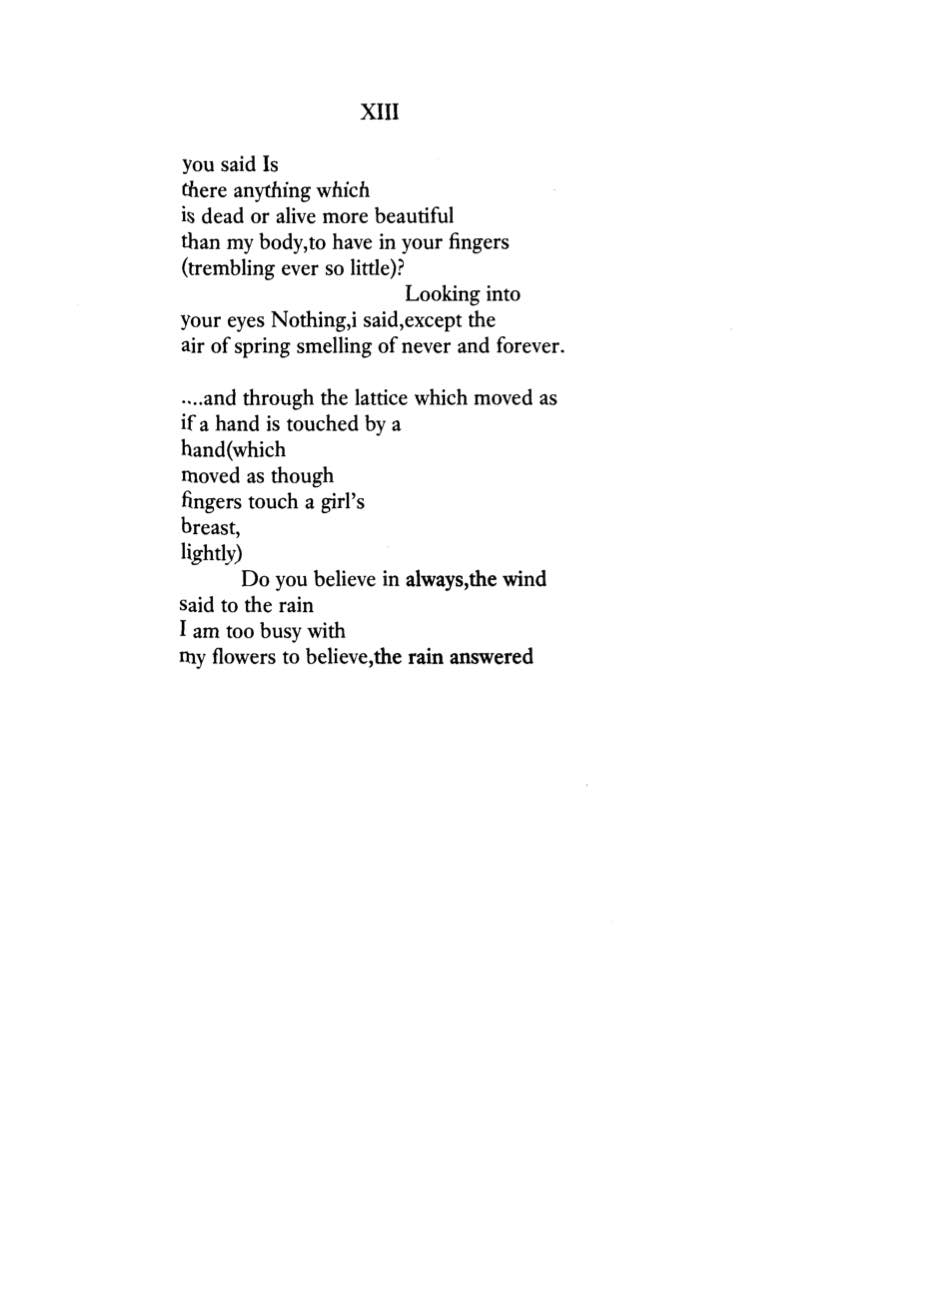 XIII
you said Is
there anything which
is dead or alive more beautiful
than my body,to have in your fingers
(trembling ever so little)?
Looking into
your eyes Nothing,i said,except the
air of spring smelling of never and forever.
....and through the lattice which moved as
if a hand is touched by a
hand(which
moved as though
fingers touch a girl's
breast,
lightly)
Do you believe in always,the wind
said to the rain
I am too busy with
my flowers to believe,the rain answered